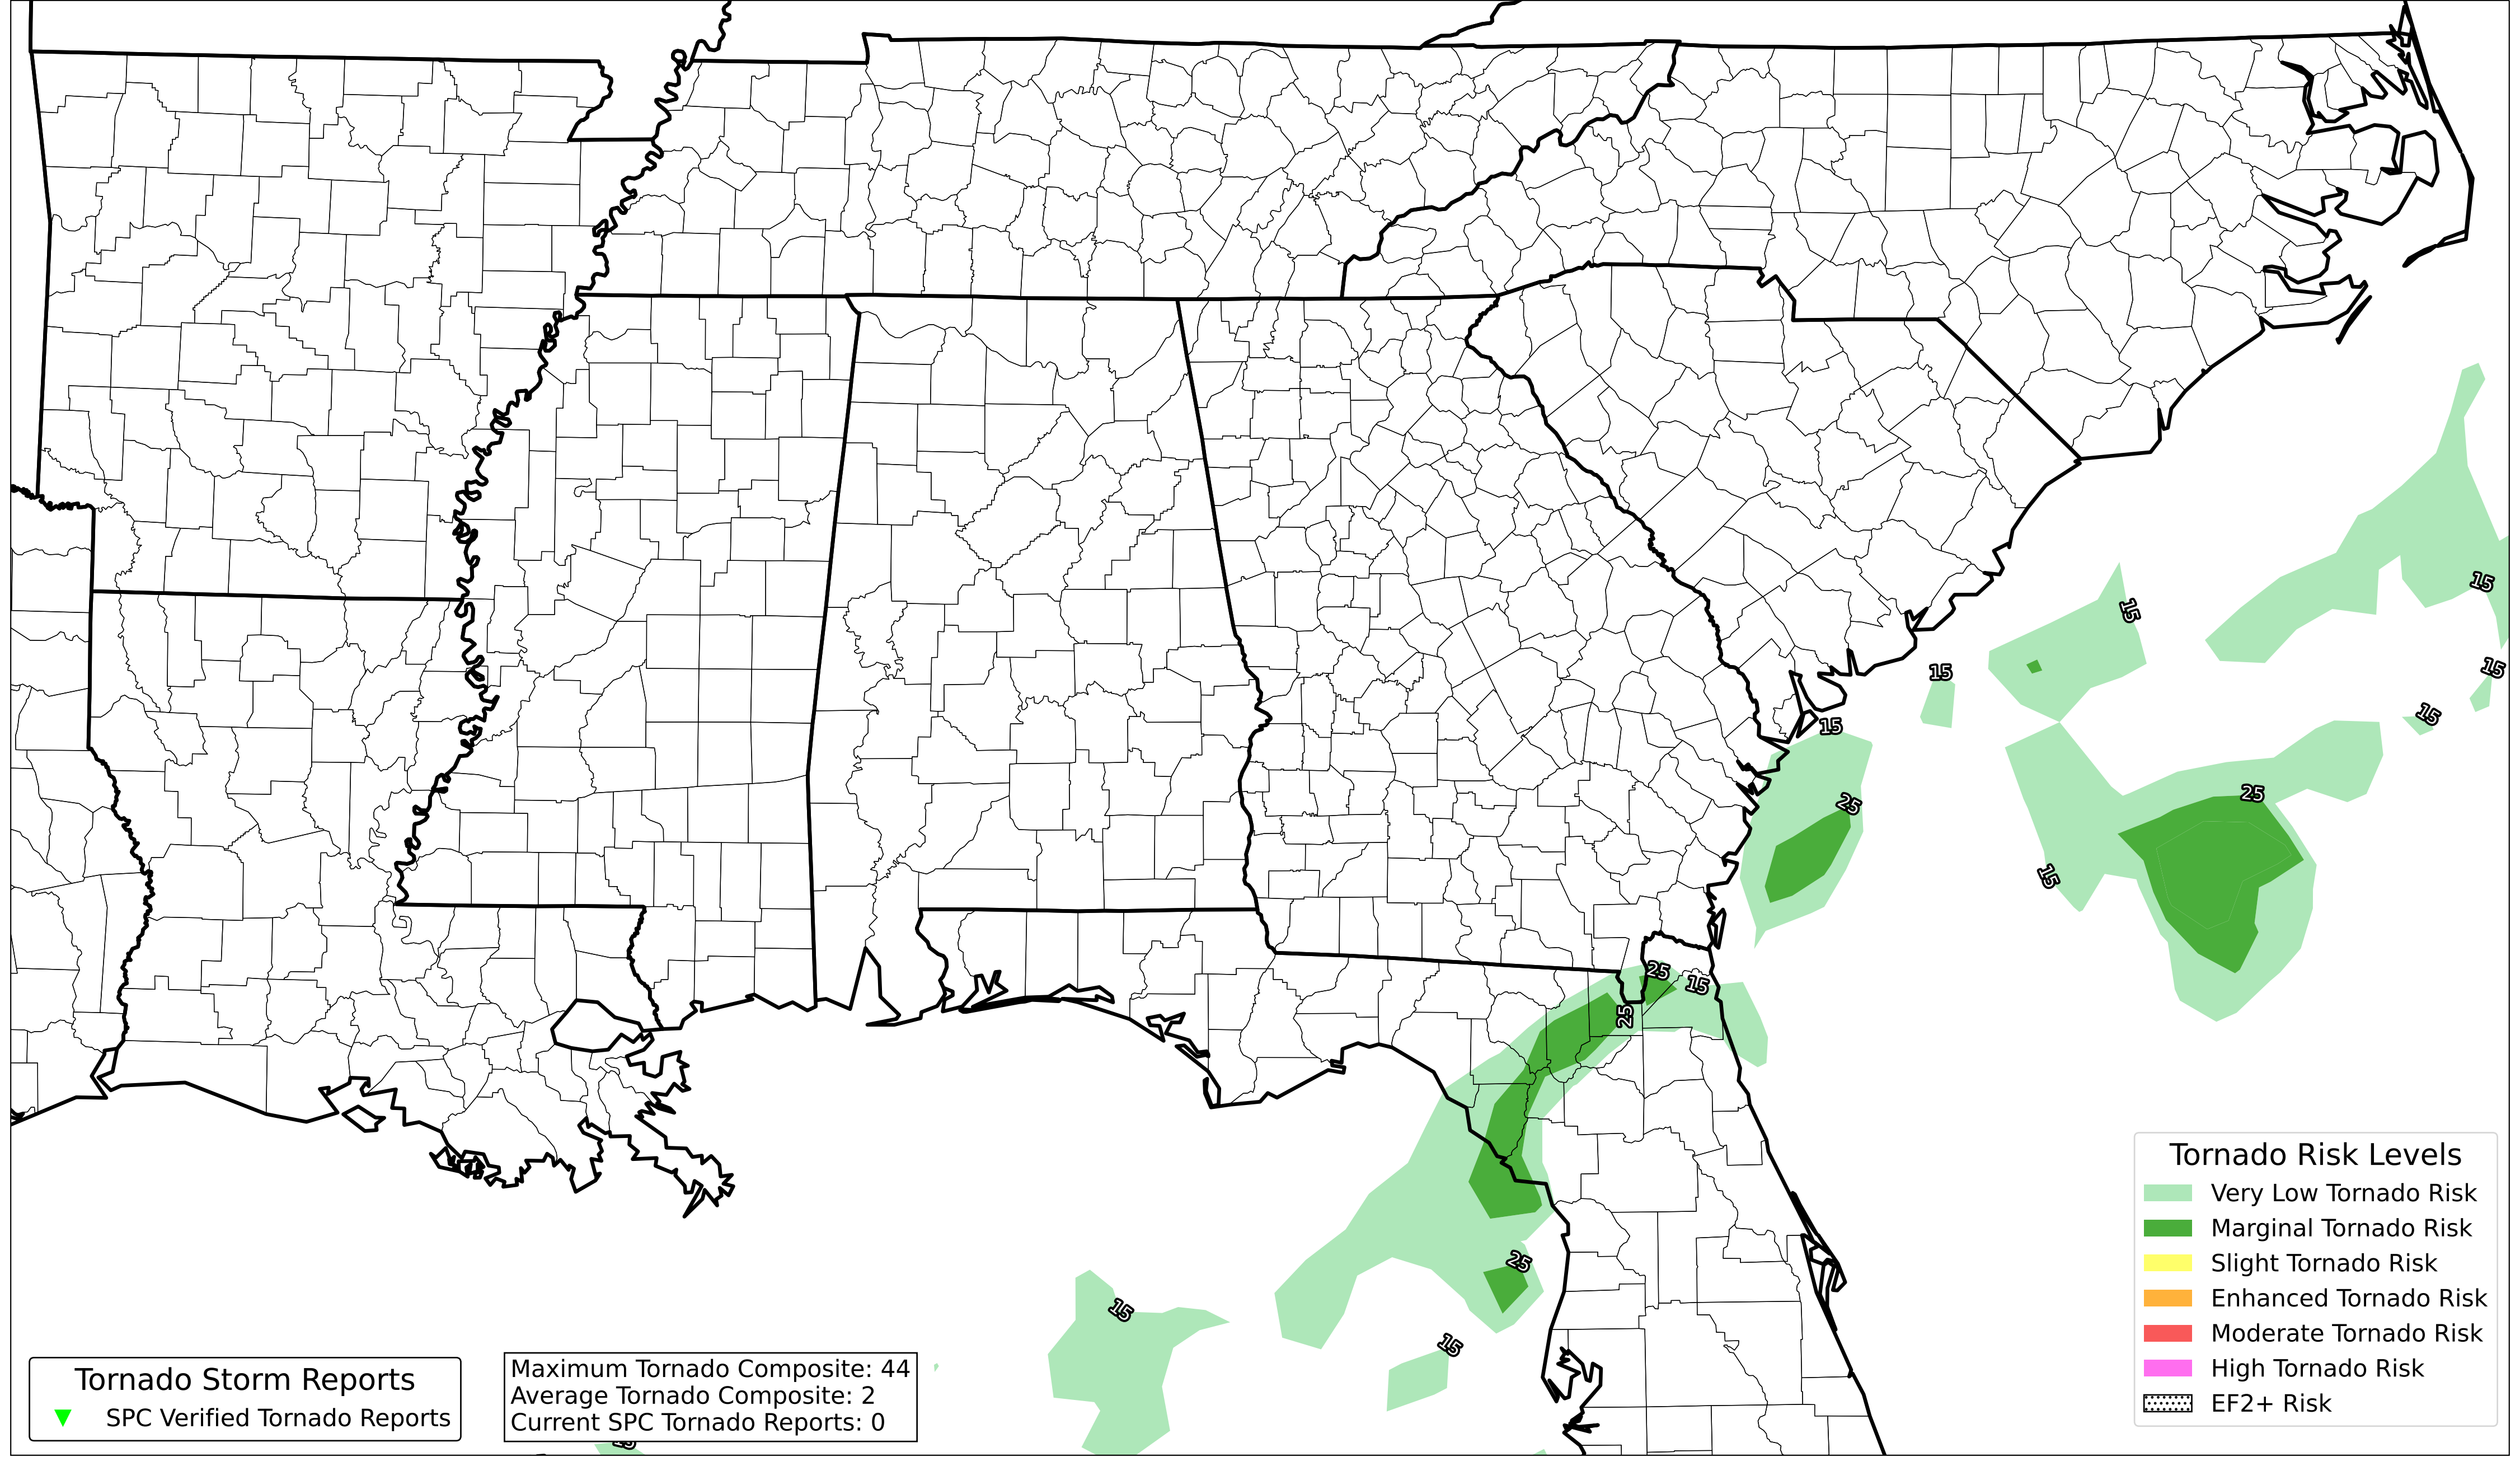 15
15
15
15
15
15
25
25
15
25
15
25
25
15
15
15
Tornado Risk Levels
Very Low Tornado Risk
Marginal Tornado Risk
Slight Tornado Risk
Enhanced Tornado Risk
Moderate Tornado Risk
High Tornado Risk
EF2+ Risk
Tornado Storm Reports
SPC Verified Tornado Reports
Maximum Tornado Composite: 44
Average Tornado Composite: 2
Current SPC Tornado Reports: 0